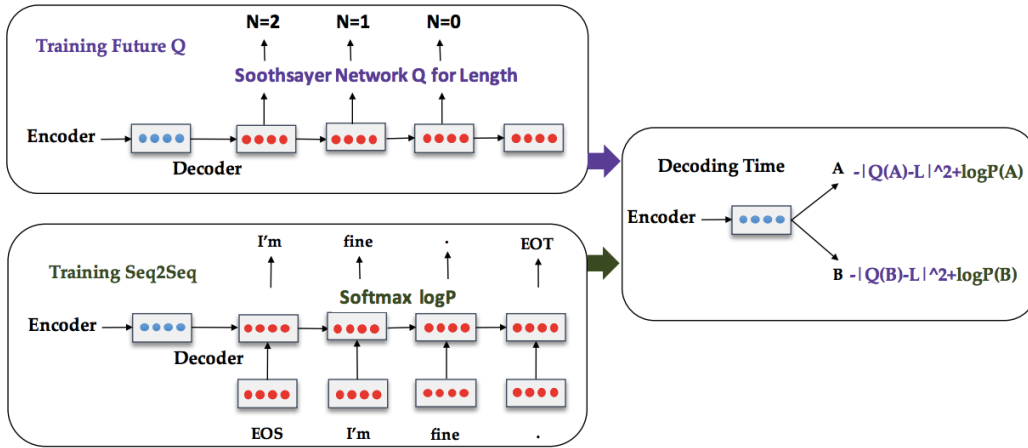 N=2 N=1 N=0
Training Future Q
Soothsayer Network Q for Length
Encoder
Decoder
I'm fine . EOT
Training Seq2Seq
Softmax logP
Encoder
Decoder
EOS I'm fine .
Decoding Time
A -|Q(A)-L|^2+logP(A)
Encoder
B -|Q(B)-L|^2+logP(B)